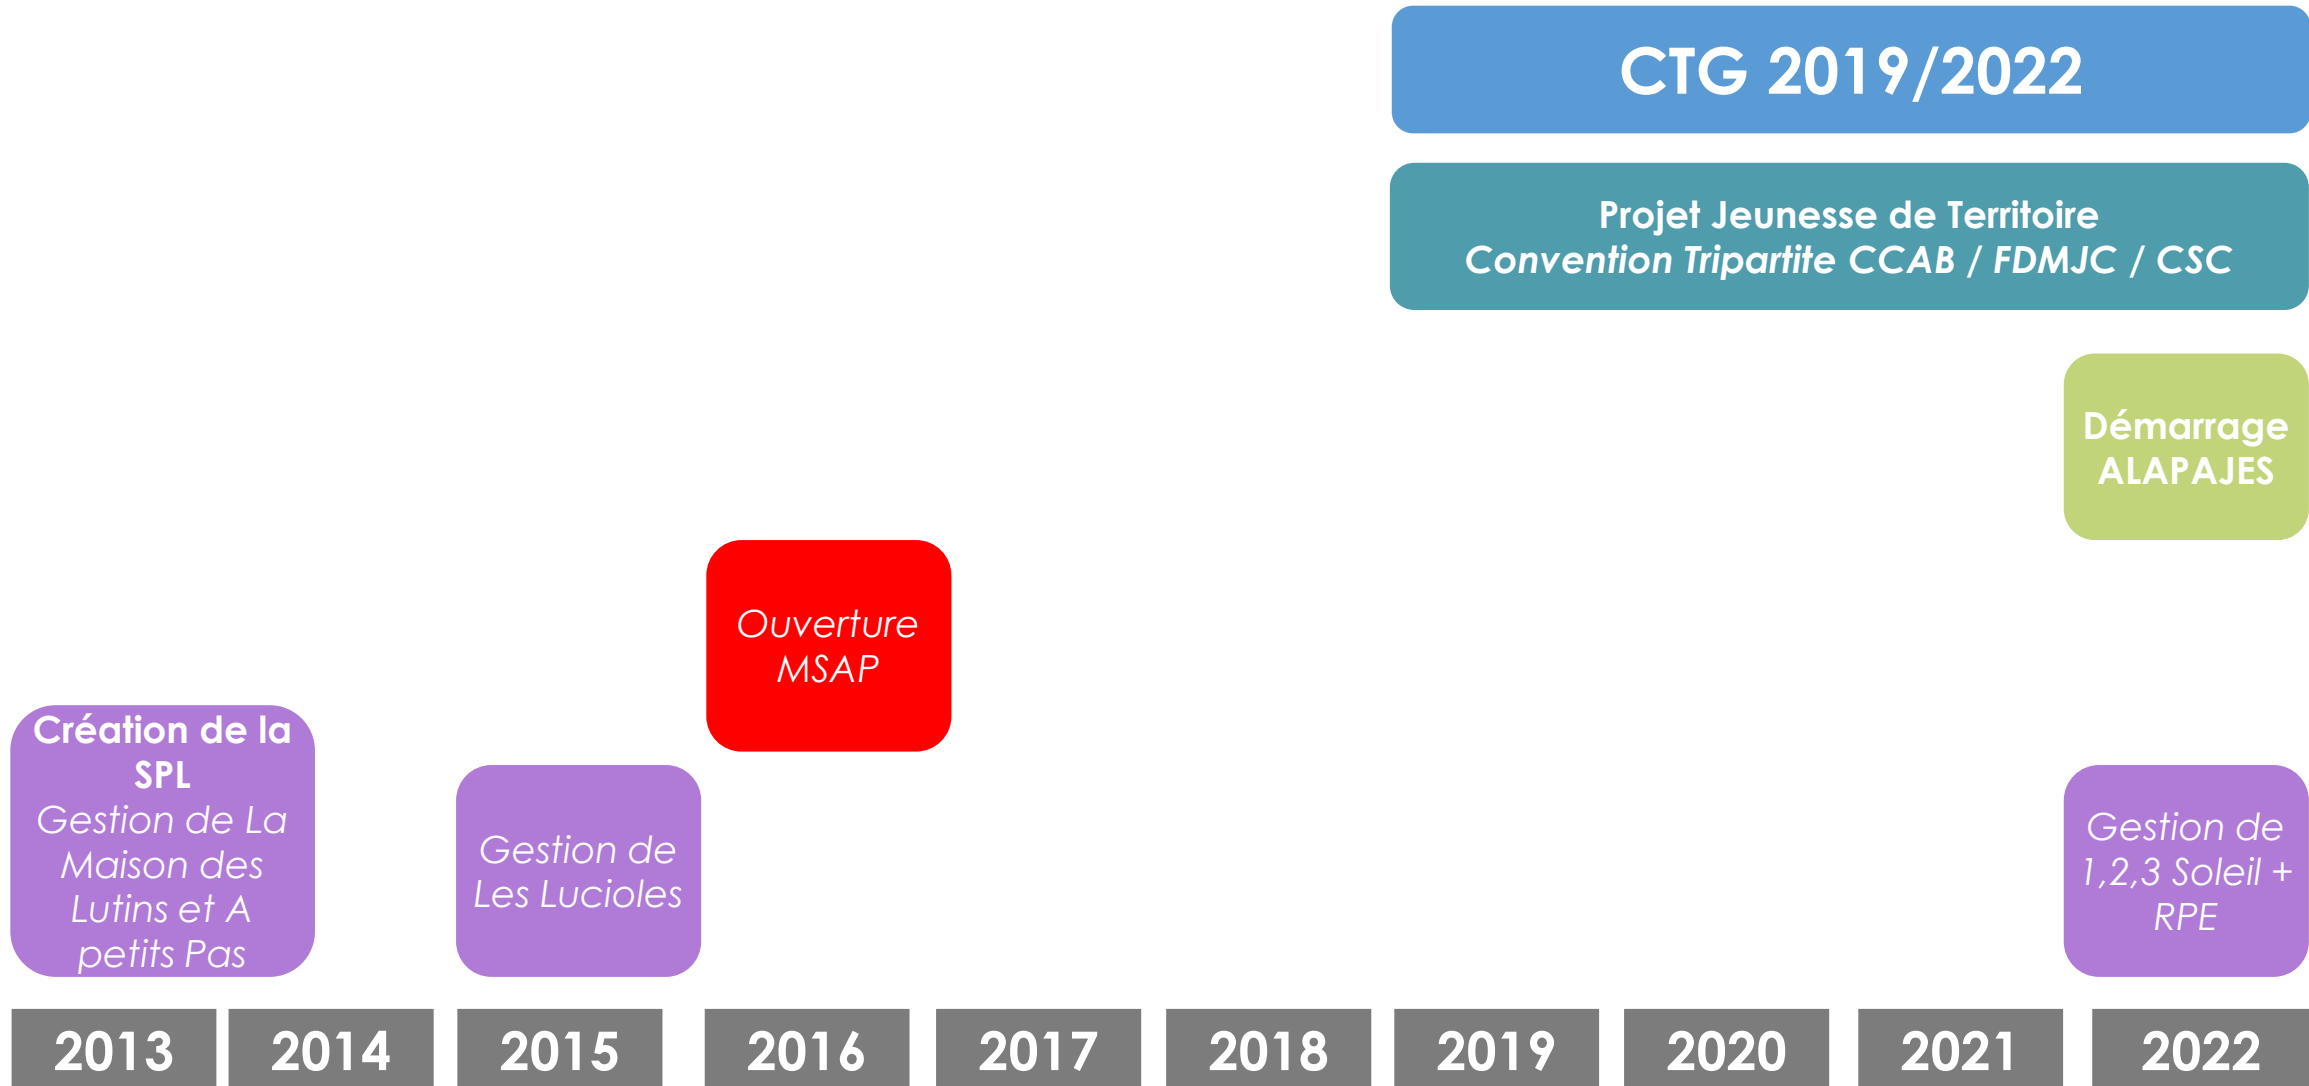 CTG 2019/2022
Projet Jeunesse de Territoire
Convention Tripartite CCAB / FDMJC / CSC
Démarrage
ALAPAJES
Ouverture
MSAP
Création de la
SPL
Gestion de La
Maison des
Lutins et A
petits Pas
Gestion de
Les Lucioles
Gestion de
1,2,3 Soleil +
RPE
2013
2014
2015
2016
2017
2018
2019
2020
2021
2022